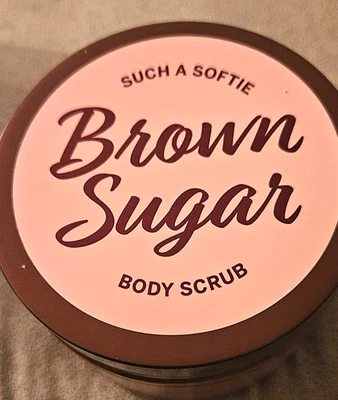 SUCH A SOFTIE
Brown
Sugar
BODY SCRUB